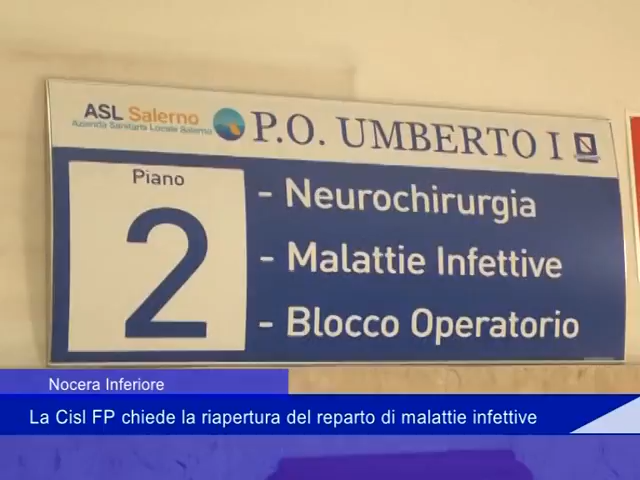 ASL Salerno
Azienda Sanitaria Locale Salerno
P.O. UMBERTO I
Piano
2
- Neurochirurgia
- Malattie Infettive
- Blocco Operatorio
Nocera Inferiore
La Cisl FP chiede la riapertura del reparto di malattie infettive